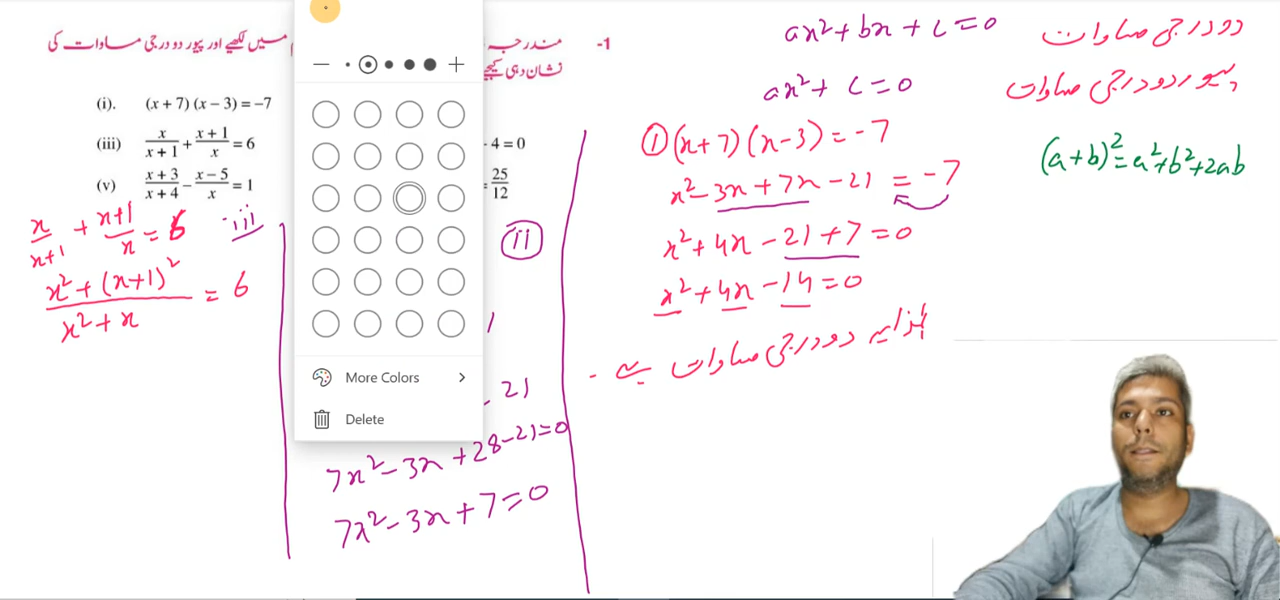 میں لکھیے اور پیور دو درجی مساوات کی
-1 مندرجہ
نشان دہی کیجیے
(i). (x + 7) (x – 3) = –7
(iii) x/(x + 1) + (x + 1)/x = 6
- 4 = 0
(v) (x + 3)/(x + 4) – (x – 5)/x = 1
= 25/12
x/(x+1) + (x+1)/x = 6
iii
(x² + (x+1)²)/(x² + x) = 6
More Colors
Delete
(ii)
- 21
7x² - 3x + 28 - 21 = 0
7x² - 3x + 7 = 0
ax² + bx + c = 0
دو درجی مساوات
ax² + c = 0
پیور دو درجی مساوات
① (x+7)(x-3) = -7
(a+b)² = a²+b²+2ab
x² - 3x + 7x - 21 = -7
x² + 4x - 21 + 7 = 0
x² + 4x - 14 = 0
لہٰذا یہ دو درجی مساوات ہے۔